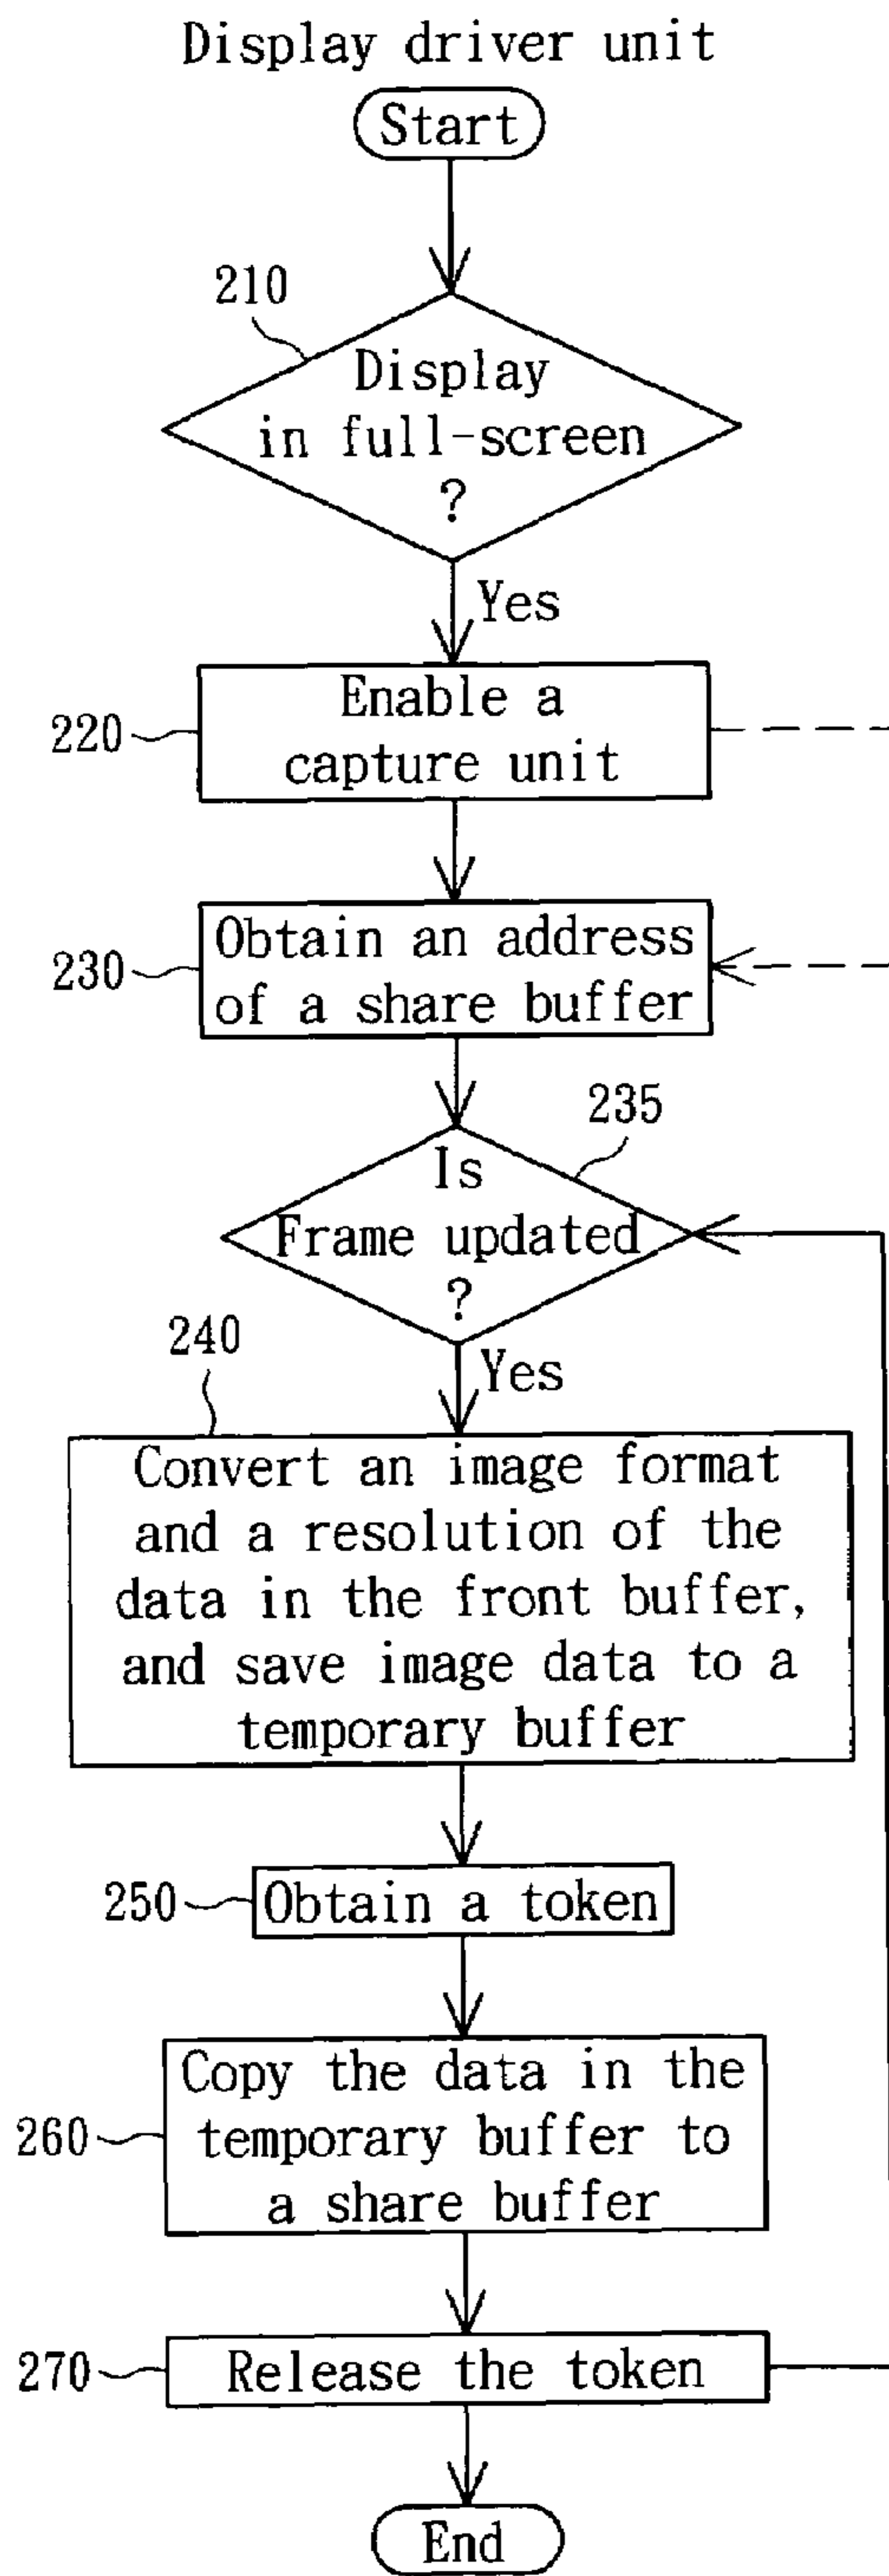 Display driver unit
Start
210
Display
in full-screen
?
Yes
220
Enable a
capture unit
230
Obtain an address
of a share buffer
235
Is
Frame updated
?
240
Yes
Convert an image format
and a resolution of the
data in the front buffer,
and save image data to a
temporary buffer
250
Obtain a token
260
Copy the data in the
temporary buffer to
a share buffer
270
Release the token
End